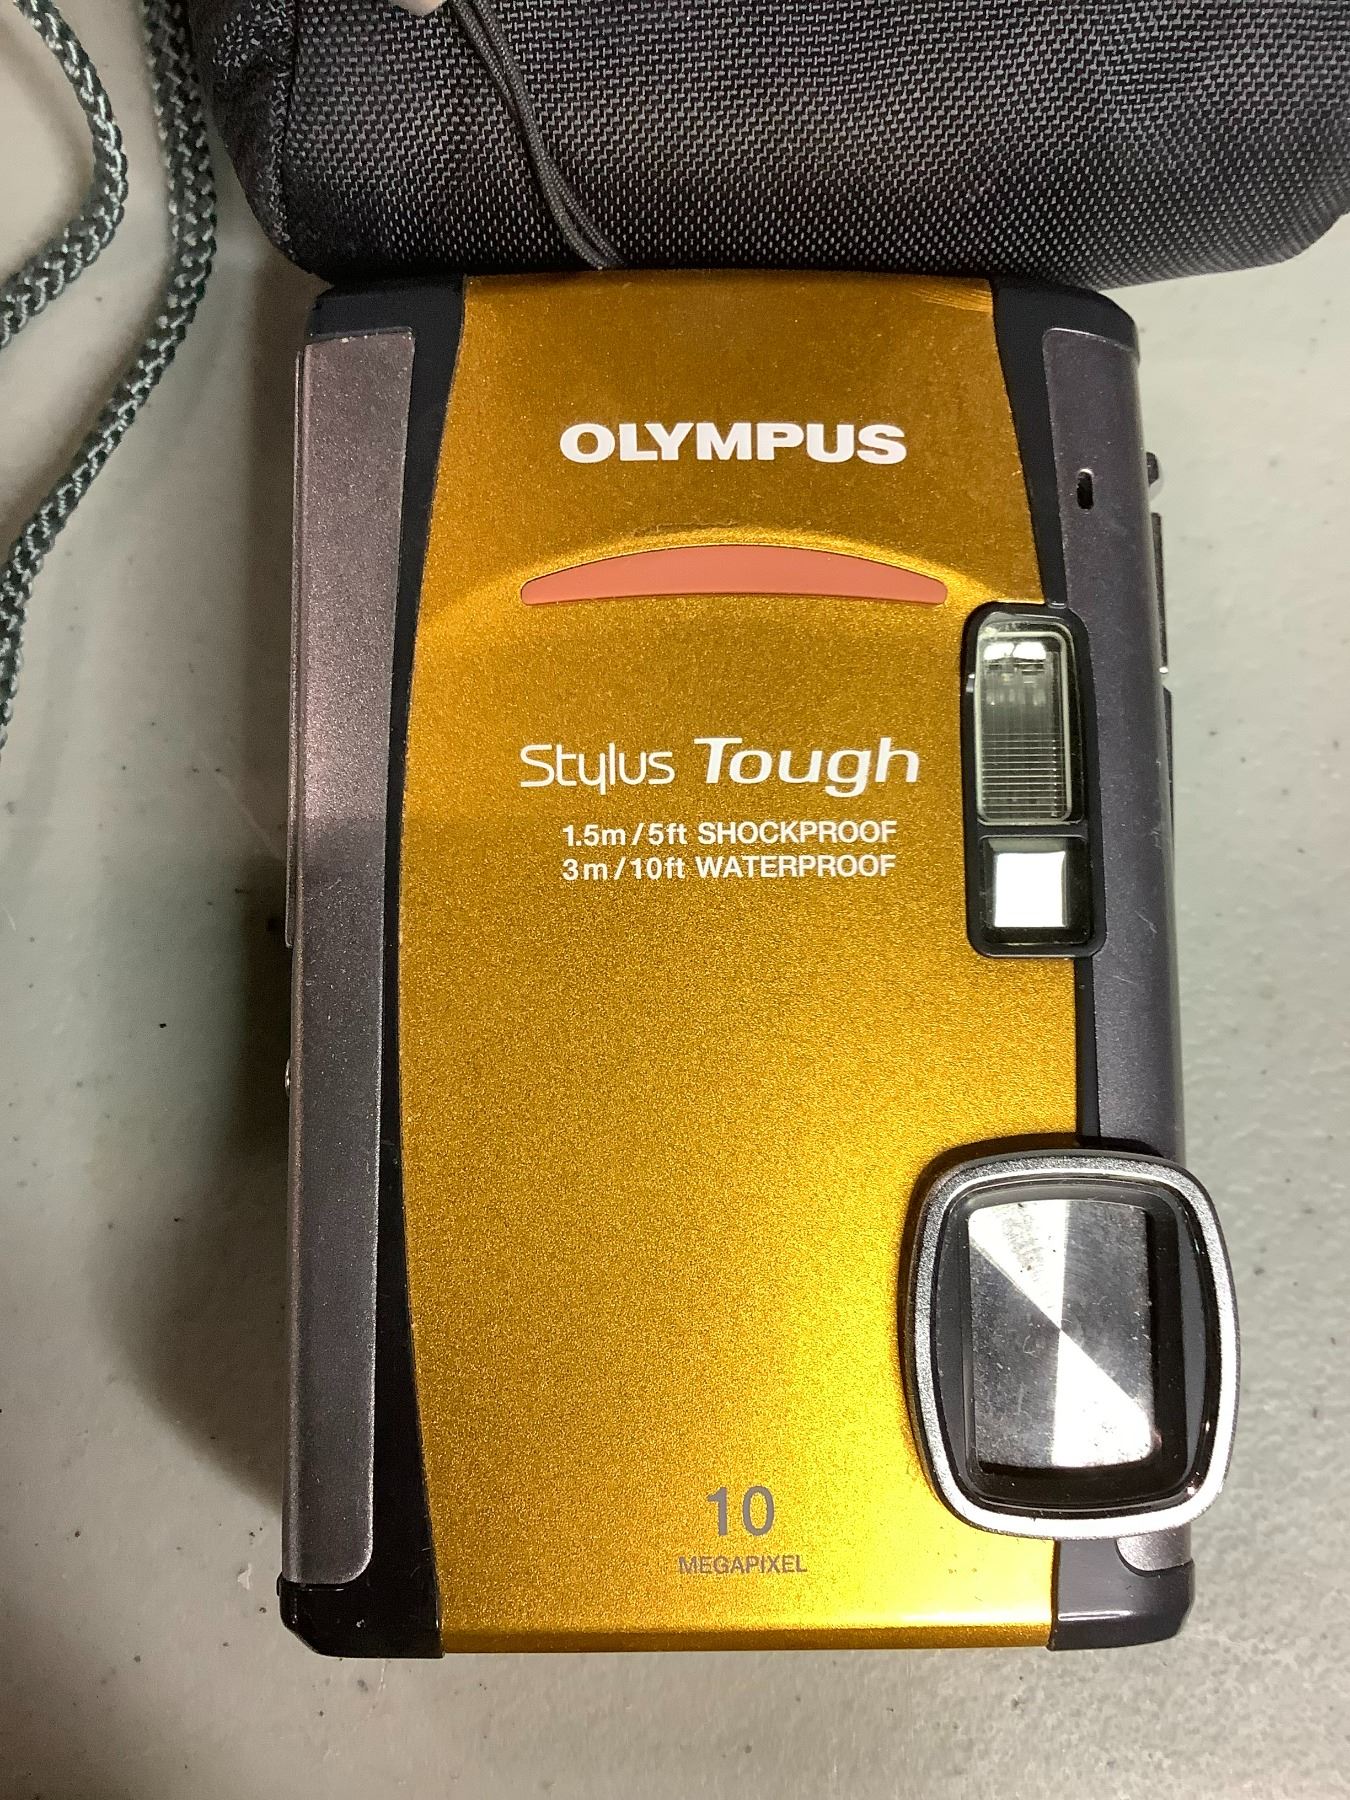 OLYMPUS
Stylus Tough
1.5m/5ft SHOCKPROOF
3m/10ft WATERPROOF
10
MEGAPIXEL